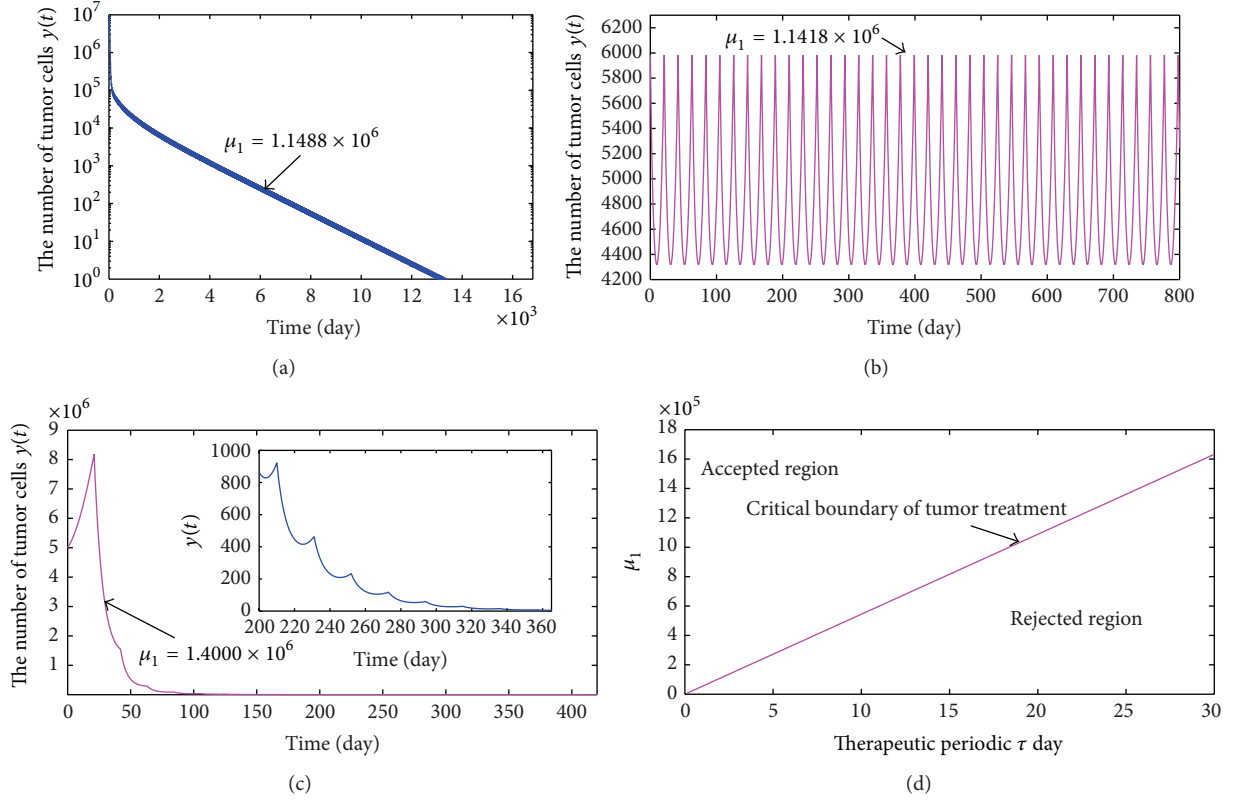 The number of tumor cells y(t)
10^7
10^6
10^5
10^4
10^3
10^2
10^1
10^0
μ_1 = 1.1488 × 10^6
0 2 4 6 8 10 12 14 16
×10^3
Time (day)
(a)
The number of tumor cells y(t)
6200
6000
5800
5600
5400
5200
5000
4800
4600
4400
4200
μ_1 = 1.1418 × 10^6
0 100 200 300 400 500 600 700 800
Time (day)
(b)
The number of tumor cells y(t)
×10^6
9
8
7
6
5
4
3
2
1
μ_1 = 1.4000 × 10^6
0 50 100 150 200 250 300 350 400
Time (day)
y(t)
1000
800
600
400
200
0
200 220 240 260 280 300 320 340 360
Time (day)
(c)
μ_1
×10^5
18
16
14
12
10
8
6
4
2
0
Accepted region
Critical boundary of tumor treatment
Rejected region
0 5 10 15 20 25 30
Therapeutic periodic τ day
(d)